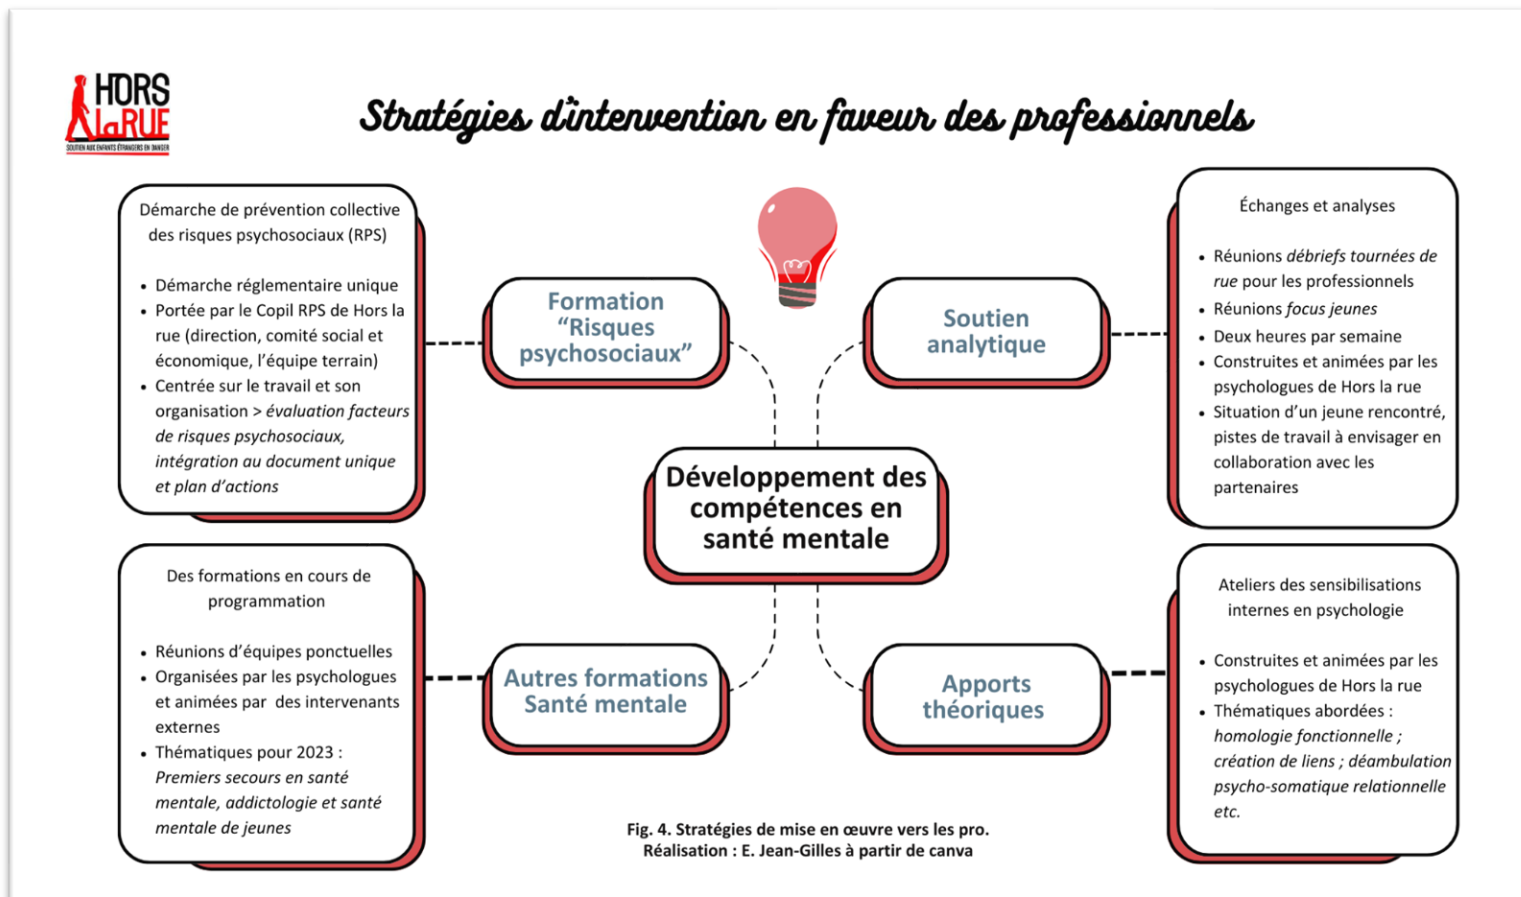 HORS
laRUE
SOUTIEN AUX ENFANTS ÉTRANGERS EN DANGER
Stratégies d'intenvention en faveur des professionnels
Démarche de prévention collective
des risques psychosociaux (RPS)
• Démarche réglementaire unique
• Portée par le Copil RPS de Hors la
rue (direction, comité social et
économique, l'équipe terrain)
• Centrée sur le travail et son
organisation > évaluation facteurs
de risques psychosociaux,
intégration au document unique
et plan d'actions
Formation
“Risques
psychosociaux”
Soutien
analytique
Échanges et analyses
• Réunions débriefs tournées de
rue pour les professionnels
• Réunions focus jeunes
• Deux heures par semaine
• Construites et animées par les
psychologues de Hors la rue
• Situation d'un jeune rencontré,
pistes de travail à envisager en
collaboration avec les
partenaires
Développement des
compétences en
santé mentale
Des formations en cours de
programmation
• Réunions d'équipes ponctuelles
• Organisées par les psychologues
et animées par des intervenants
externes
• Thématiques pour 2023 :
Premiers secours en santé
mentale, addictologie et santé
mentale de jeunes
Autres formations
Santé mentale
Apports
théoriques
Ateliers des sensibilisations
internes en psychologie
• Construites et animées par les
psychologues de Hors la rue
• Thématiques abordées :
homologie fonctionnelle ;
création de liens ; déambulation
psycho-somatique relationnelle
etc.
Fig. 4. Stratégies de mise en œuvre vers les pro.
Réalisation : E. Jean-Gilles à partir de canva